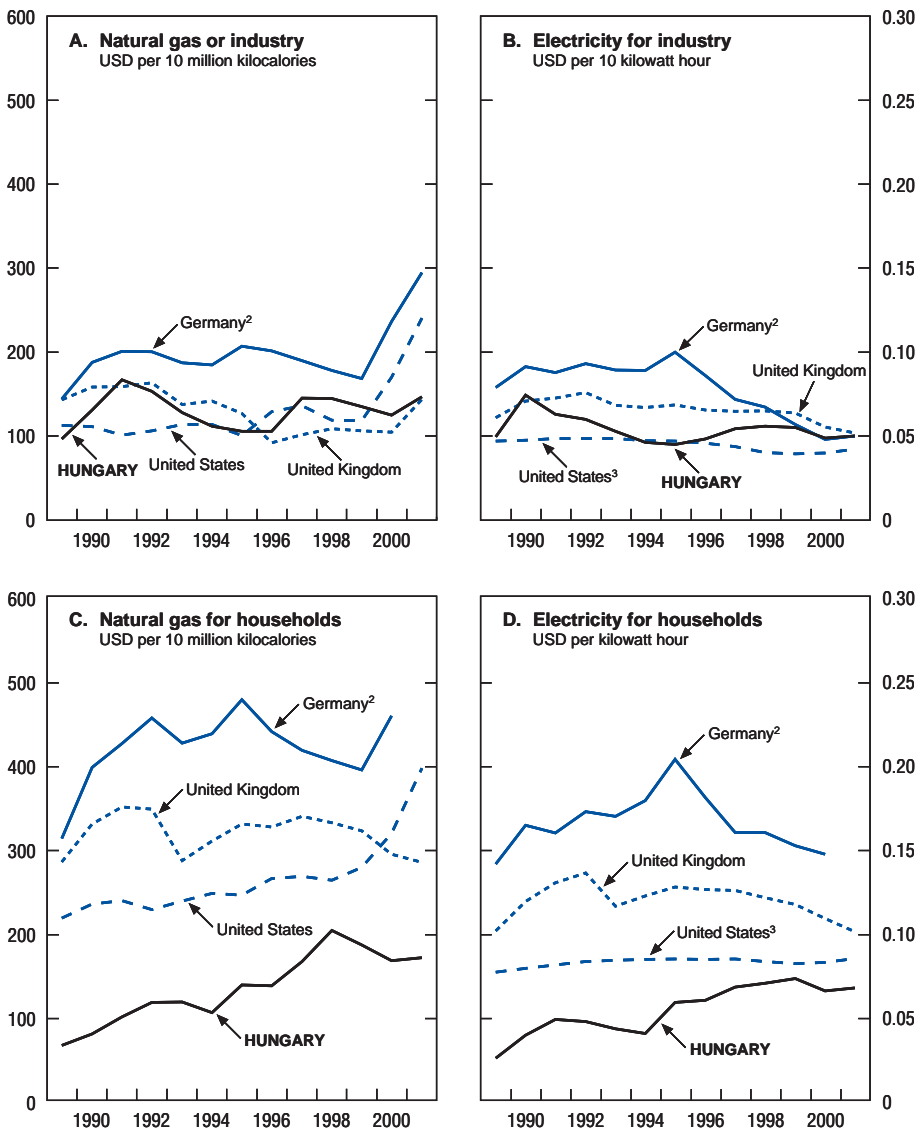 A. Natural gas or industry
USD per 10 million kilocalories
600
500
400
300
200
100
0
Germany2
HUNGARY
United States
United Kingdom
1990 1992 1994 1996 1998 2000
B. Electricity for industry
USD per 10 kilowatt hour
0.30
0.25
0.20
0.15
0.10
0.05
0
Germany2
United Kingdom
United States3
HUNGARY
1990 1992 1994 1996 1998 2000
C. Natural gas for households
USD per 10 million kilocalories
600
500
400
300
200
100
0
Germany2
United Kingdom
United States
HUNGARY
1990 1992 1994 1996 1998 2000
D. Electricity for households
USD per kilowatt hour
0.30
0.25
0.20
0.15
0.10
0.05
0
Germany2
United Kingdom
United States3
HUNGARY
1990 1992 1994 1996 1998 2000